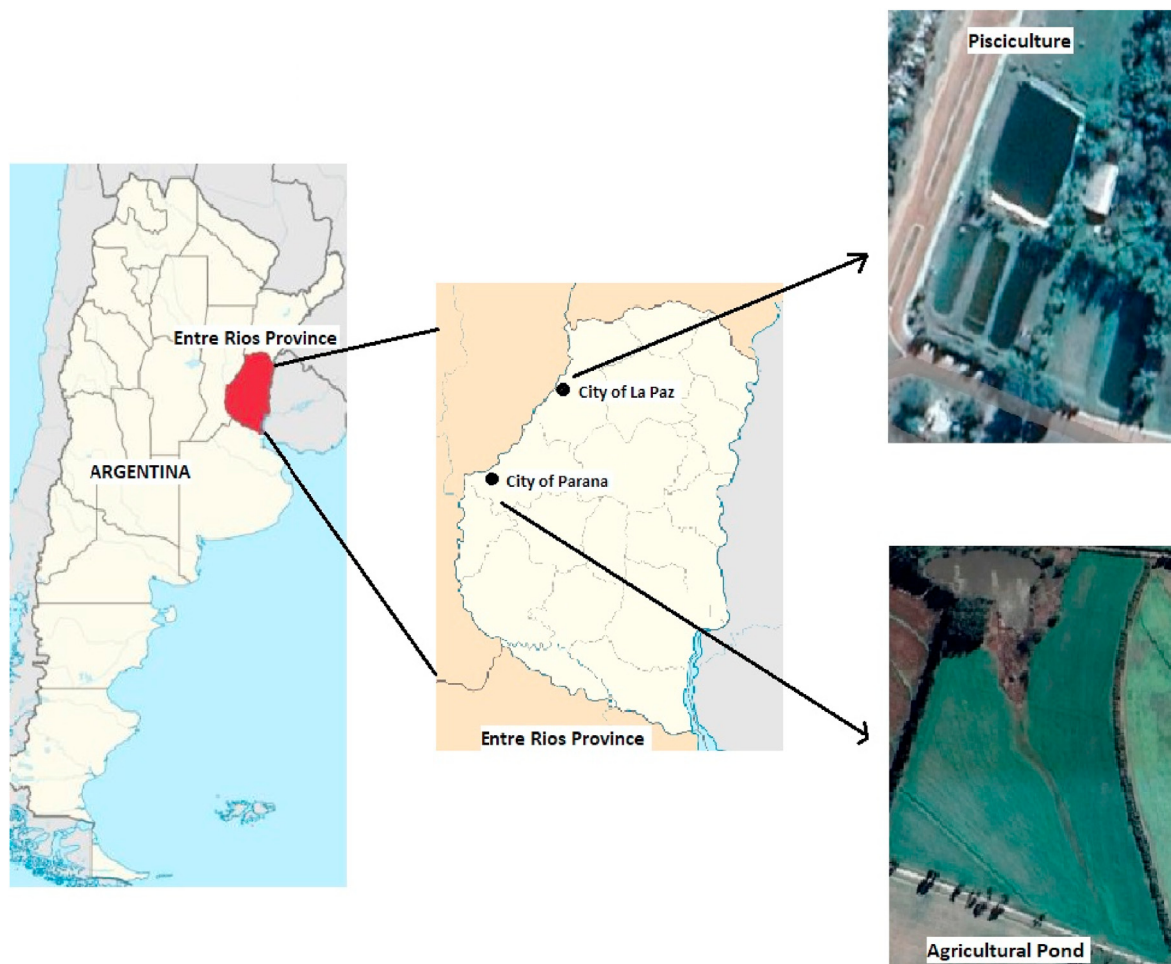 Pisciculture
Entre Rios Province
City of La Paz
ARGENTINA
City of Parana
Entre Rios Province
Agricultural Pond